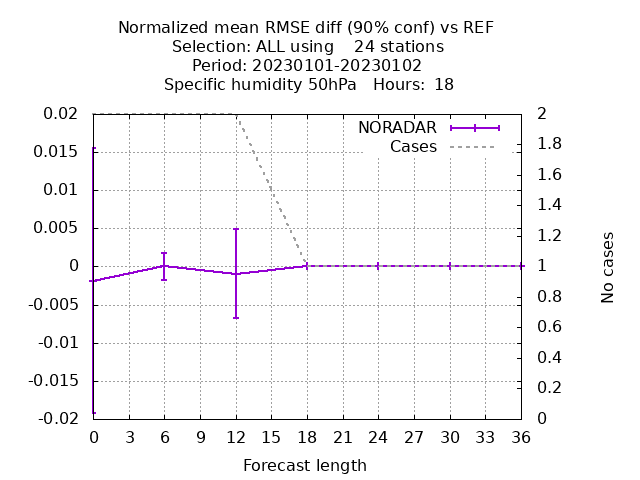 Normalized mean RMSE diff (90% conf) vs REF
Selection: ALL using    24 stations
Period: 20230101-20230102
Specific humidity 50hPa   Hours:  18
NORADAR
Cases
0.02
0.015
0.01
0.005
0
-0.005
-0.01
-0.015
-0.02
2
1.8
1.6
1.4
1.2
1
0.8
0.6
0.4
0.2
0
No cases
0 3 6 9 12 15 18 21 24 27 30 33 36
Forecast length